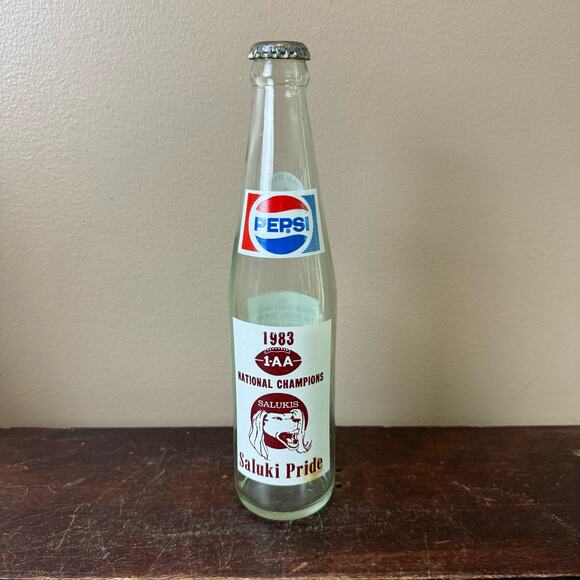 PEPSI
1983
1-AA
NATIONAL CHAMPIONS
SALUKIS
Saluki Pride